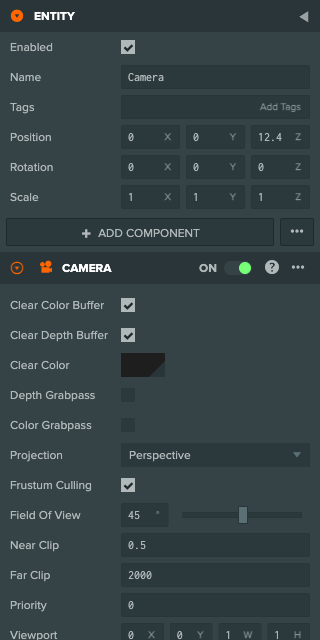 ENTITY
Enabled
Name Camera
Tags Add Tags
Position 0 X 0 Y 12.4 Z
Rotation 0 X 0 Y 0 Z
Scale 1 X 1 Y 1 Z
+ ADD COMPONENT ...
CAMERA ON ? ...
Clear Color Buffer
Clear Depth Buffer
Clear Color
Depth Grabpass
Color Grabpass
Projection Perspective
Frustum Culling
Field Of View 45 °
Near Clip 0.5
Far Clip 2000
Priority 0
Viewport 0 X 0 Y 1 W 1 H